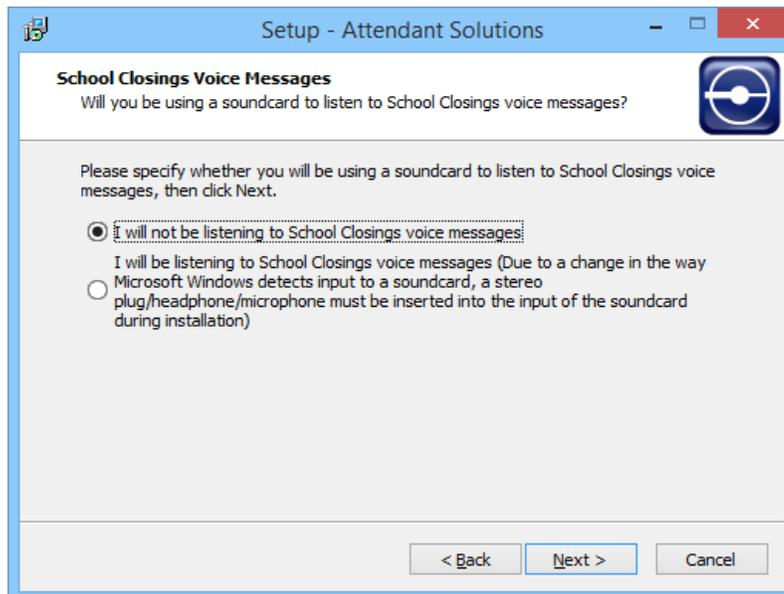 Setup - Attendant Solutions
School Closings Voice Messages
Will you be using a soundcard to listen to School Closings voice messages?
Please specify whether you will be using a soundcard to listen to School Closings voice
messages, then click Next.
I will not be listening to School Closings voice messages
I will be listening to School Closings voice messages (Due to a change in the way
Microsoft Windows detects input to a soundcard, a stereo
plug/headphone/microphone must be inserted into the input of the soundcard
during installation)
< Back
Next >
Cancel